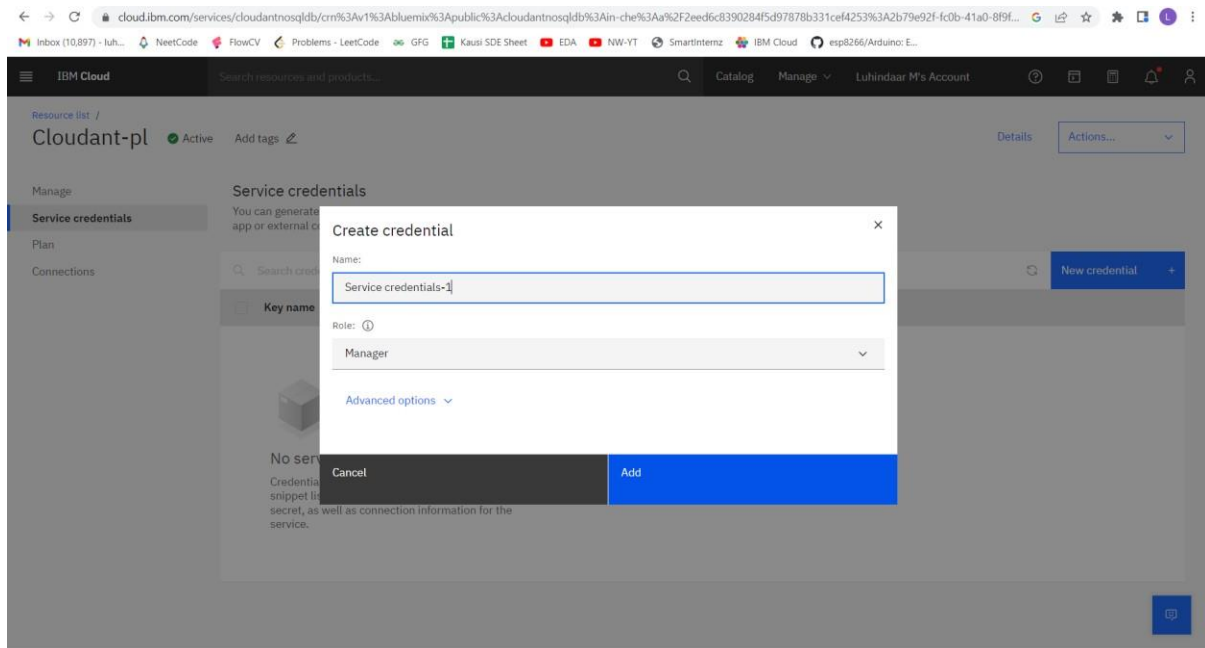 cloud.ibm.com/services/cloudantnosqldb/crn%3Av1%3Abluemix%3Apublic%3Acloudantnosqldb%3Ain-che%3Aa%2F2eed6c8390284f5d97878b331cef4253%3A2b79e92f-fc0b-41a0-8f9f...
Inbox (10,897) - luh... NeetCode FlowCV Problems - LeetCode GFG Kausi SDE Sheet EDA NW-YT SmartInternz IBM Cloud esp8266/Arduino: E...
IBM Cloud Search resources and products... Catalog Manage Luhindaar M's Account
Resource list /
Cloudant-pl Active Add tags Details Actions...
Manage
Service credentials
Plan
Connections
Service credentials
You can generate
app or external c
Search cred
New credential +
Key name
Create credential
Name:
Service credentials-1
Role:
Manager
Advanced options
Cancel
Add
No serv
Credentia
snippet lis
secret, as well as connection information for the
service.